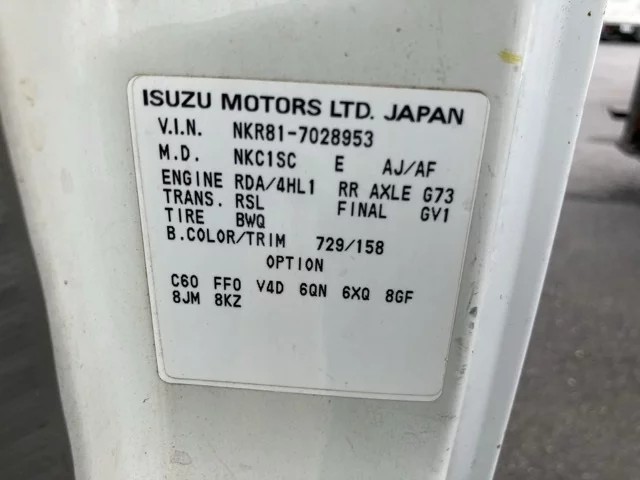 ISUZU MOTORS LTD. JAPAN
V.I.N. NKR81-7028953
M.D. NKC1SC E AJ/AF
ENGINE RDA/4HL1 RR AXLE G73
TRANS. RSL FINAL GV1
TIRE BWQ
B.COLOR/TRIM 729/158
OPTION
C60 FF0 V4D 6QN 6XQ 8GF
8JM 8KZ